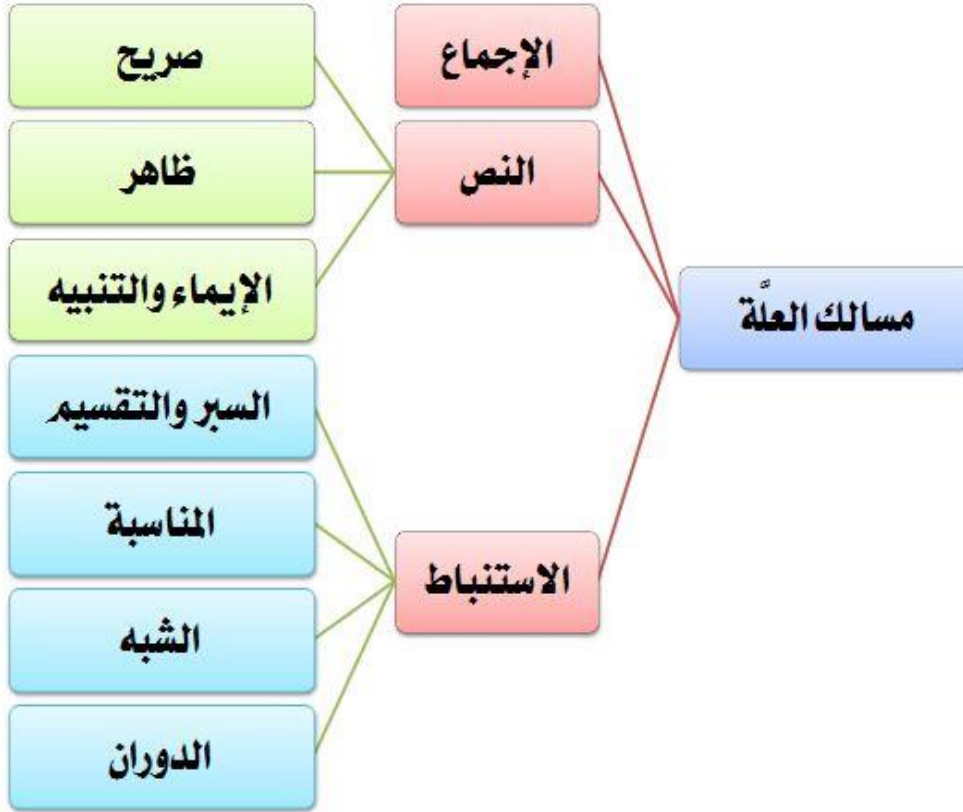 مسالك العلَّة
الإجماع
النص
صريح
ظاهر
الإيماء والتنبيه
الاستنباط
السبر والتقسيم
المناسبة
الشبه
الدوران